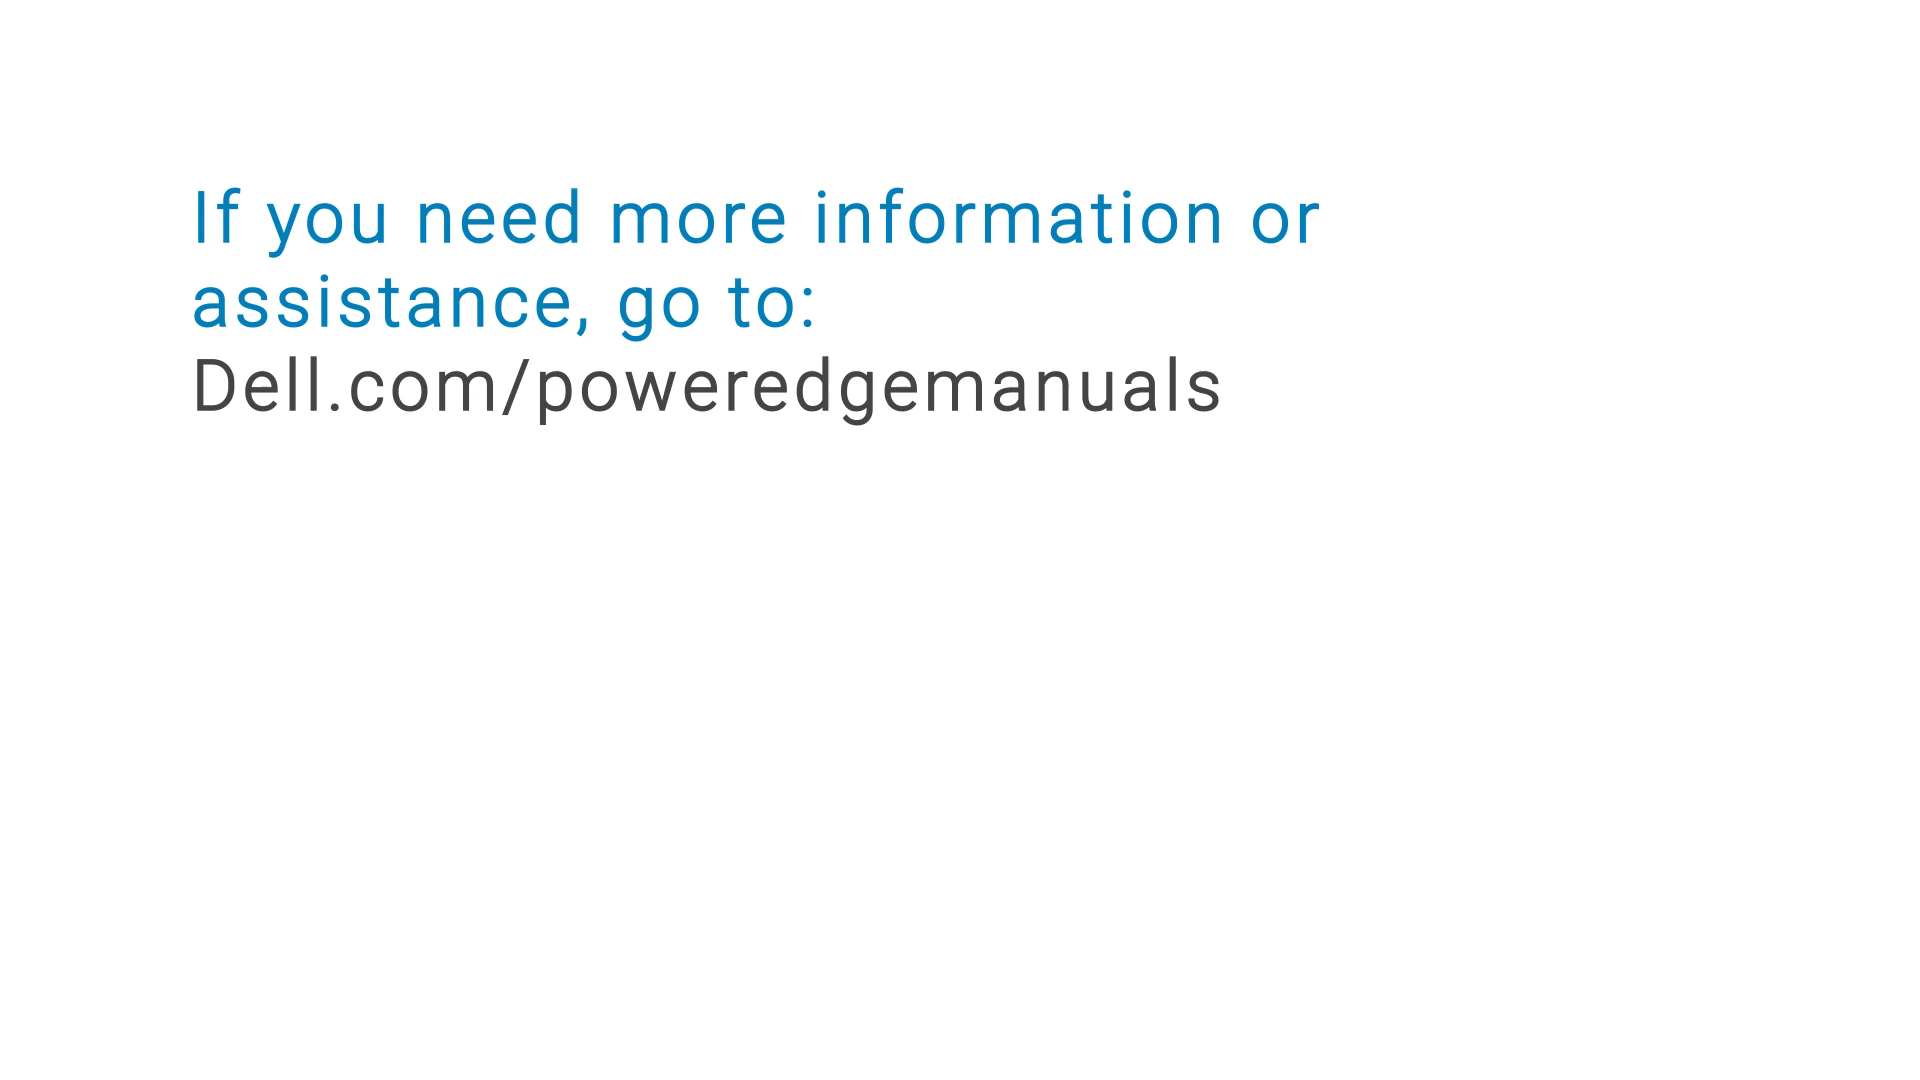 If you need more information or
assistance, go to:
Dell.com/poweredgemanuals